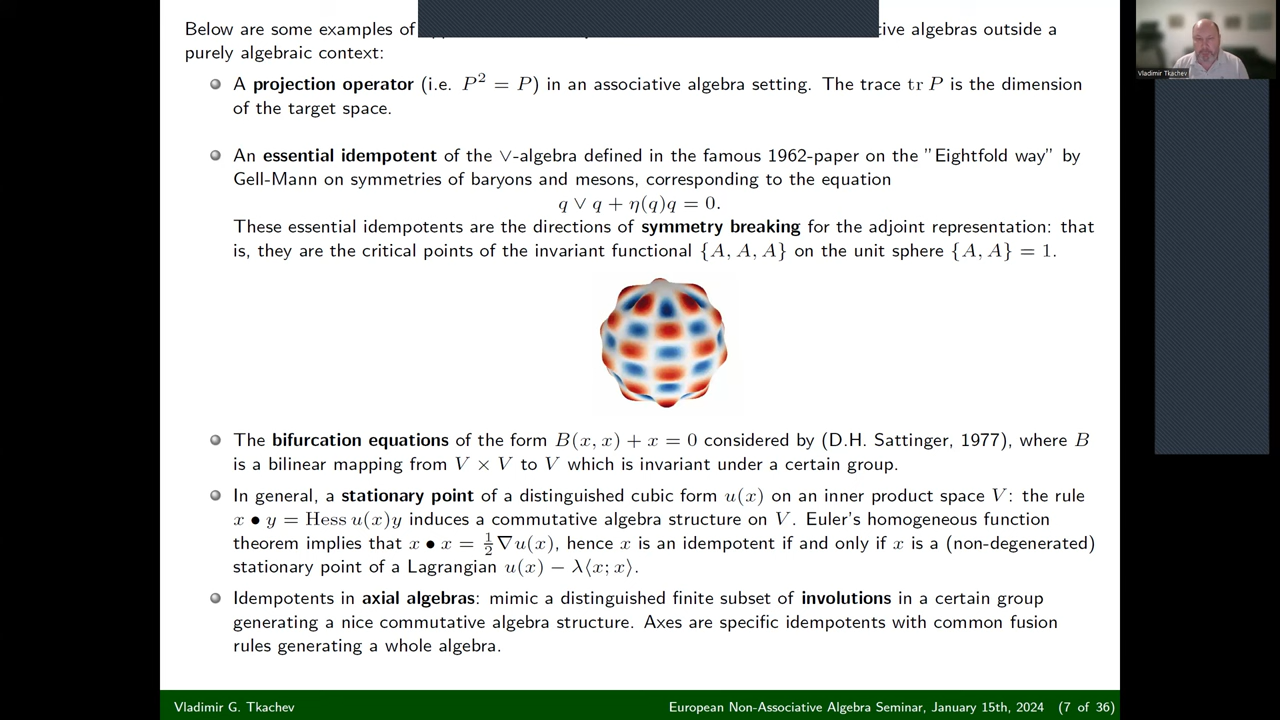 Below are some examples of
tive algebras outside a
purely algebraic context:
A projection operator (i.e. P² = P) in an associative algebra setting. The trace tr P is the dimension
of the target space.
An essential idempotent of the ∨-algebra defined in the famous 1962-paper on the "Eightfold way" by
Gell-Mann on symmetries of baryons and mesons, corresponding to the equation
q ∨ q + η(q)q = 0.
These essential idempotents are the directions of symmetry breaking for the adjoint representation: that
is, they are the critical points of the invariant functional {A, A, A} on the unit sphere {A, A} = 1.
The bifurcation equations of the form B(x, x) + x = 0 considered by (D.H. Sattinger, 1977), where B
is a bilinear mapping from V × V to V which is invariant under a certain group.
In general, a stationary point of a distinguished cubic form u(x) on an inner product space V: the rule
x • y = Hess u(x)y induces a commutative algebra structure on V. Euler's homogeneous function
theorem implies that x • x = ½∇u(x), hence x is an idempotent if and only if x is a (non-degenerated)
stationary point of a Lagrangian u(x) − λ⟨x; x⟩.
Idempotents in axial algebras: mimic a distinguished finite subset of involutions in a certain group
generating a nice commutative algebra structure. Axes are specific idempotents with common fusion
rules generating a whole algebra.
Vladimir G. Tkachev
European Non-Associative Algebra Seminar, January 15th, 2024 (7 of 36)
Vladimir Tkachev